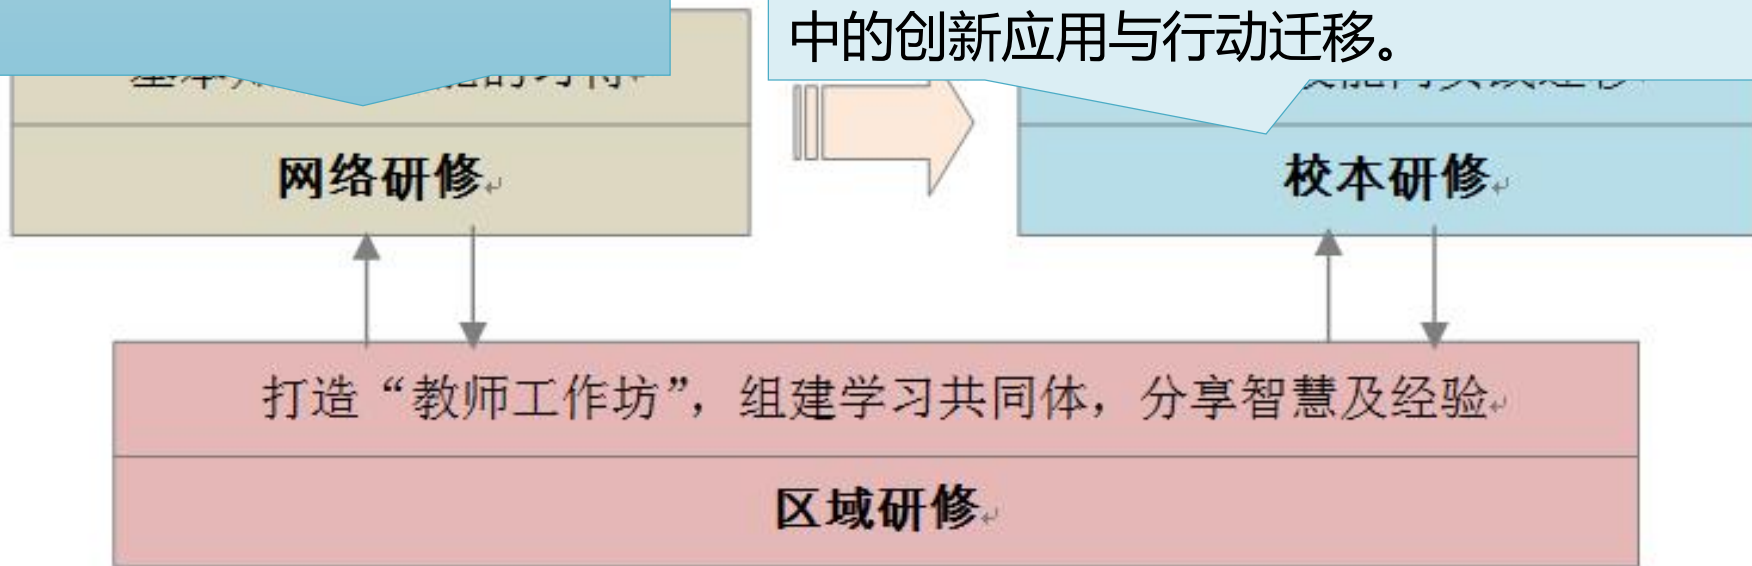 中的创新应用与行动迁移。
网络研修
校本研修
打造“教师工作坊”，组建学习共同体，分享智慧及经验
区域研修